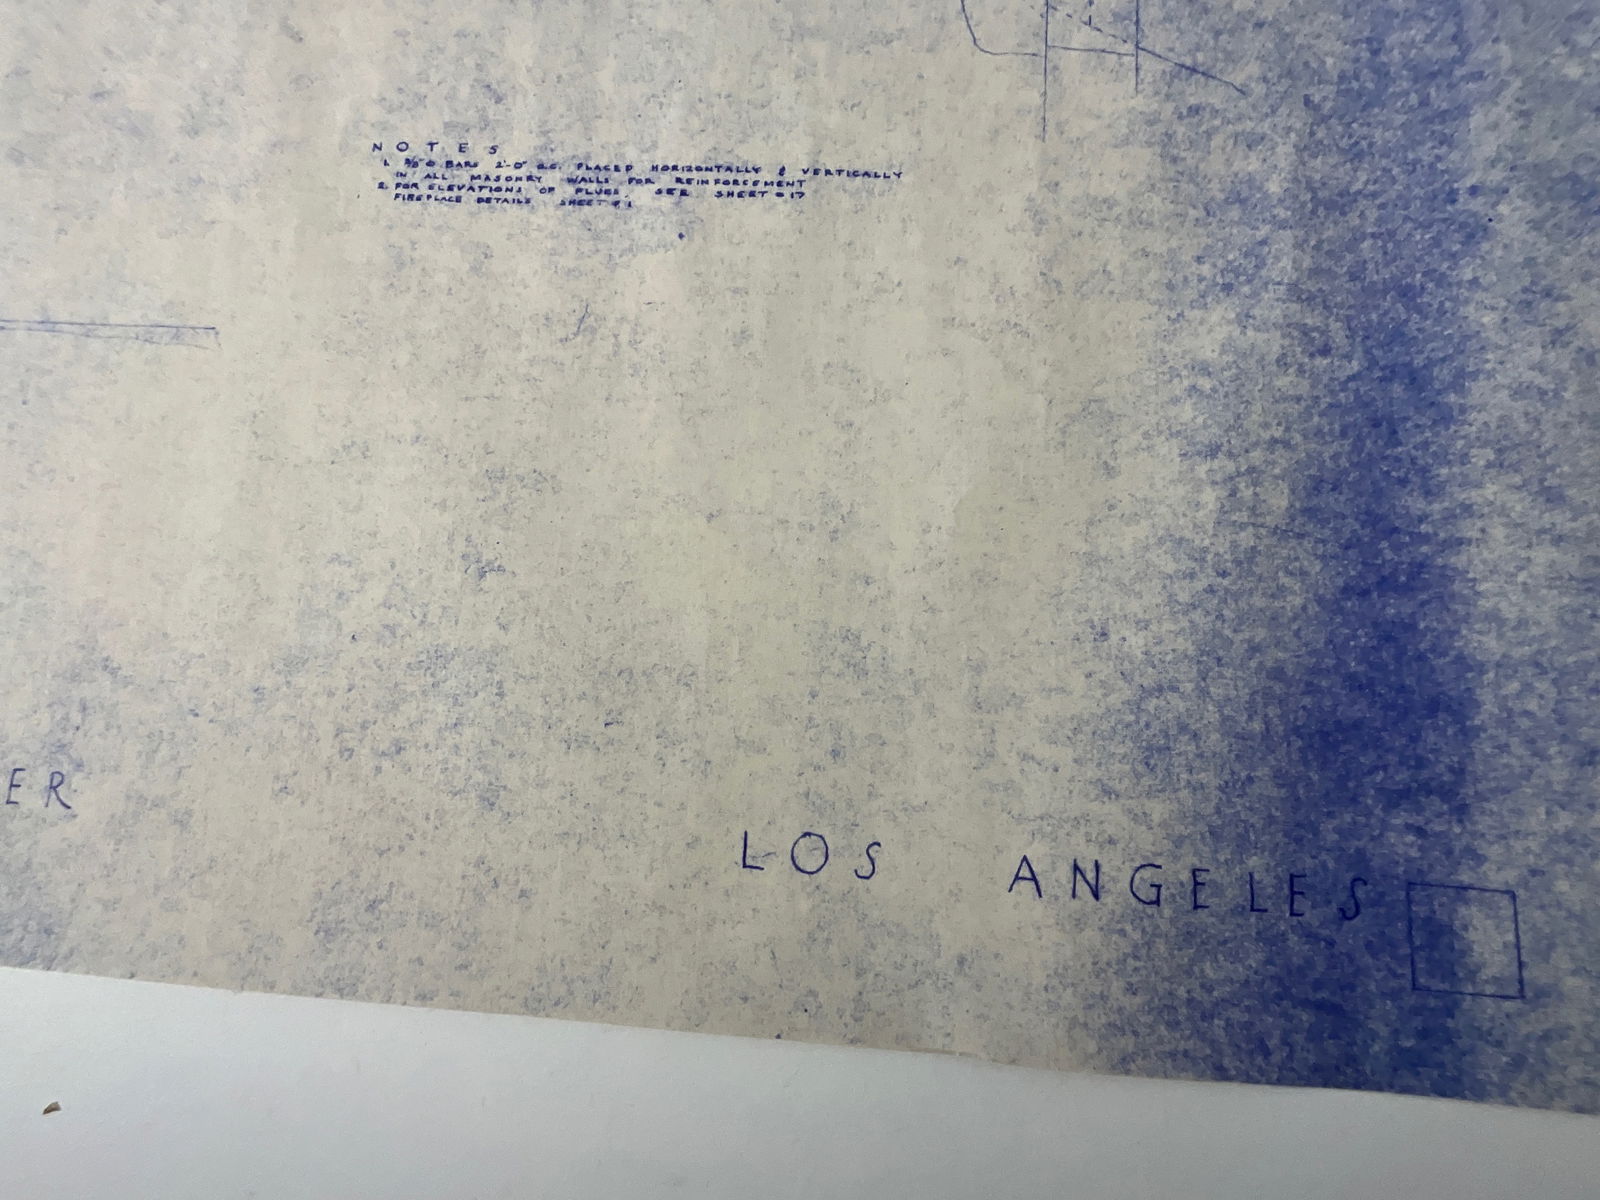 NOTES
1. 3/8" Φ BARS 2'-0" O.C. PLACED HORIZONTALLY & VERTICALLY
IN ALL MASONRY WALLS FOR REINFORCEMENT
2. FOR ELEVATIONS OF FLUES, SEE SHEET # 17
FIREPLACE DETAILS SHEET #
ER
LOS ANGELES